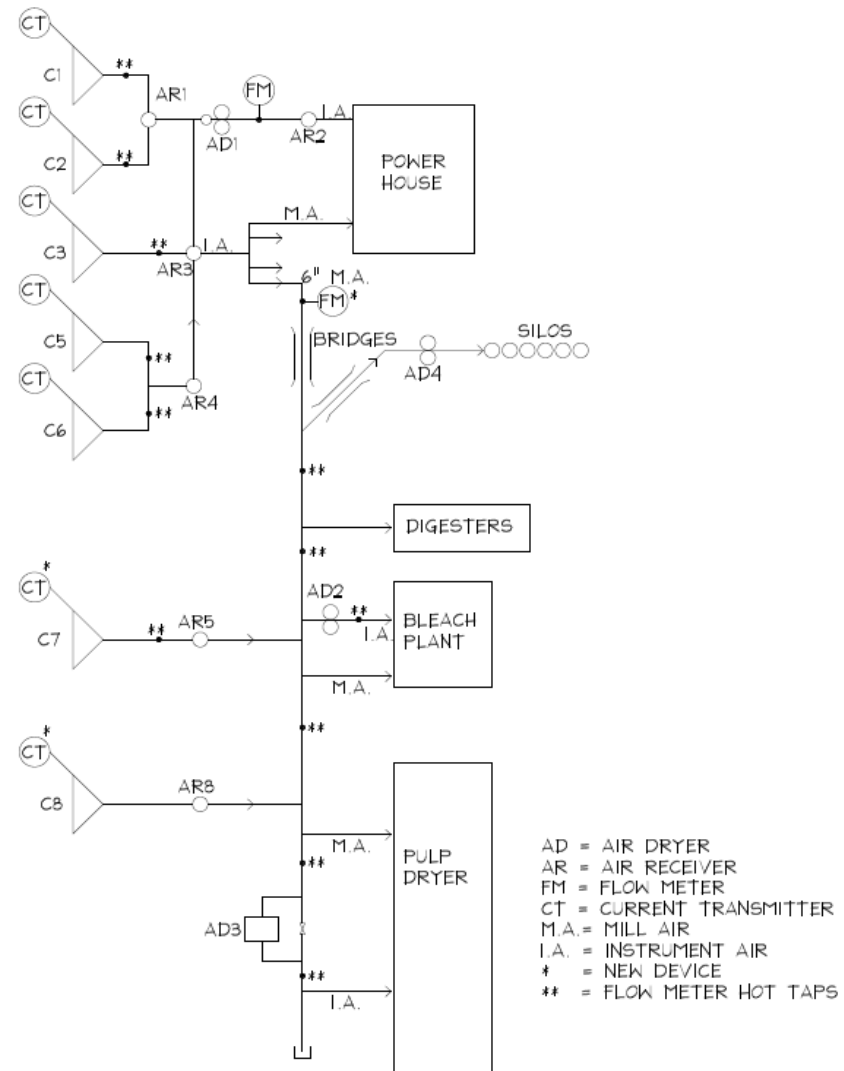 CT
C1
**
AR1
FM
I.A.
AD1
AR2
CT
C2
**
POWER
HOUSE
CT
C3
**
AR3
I.A.
M.A.
6" M.A.
FM*
CT
C5
**
BRIDGES
SILOS
AD4
CT
C6
**
AR4
**
DIGESTERS
**
*
CT
C7
**
AR5
AD2
**
I.A.
BLEACH
PLANT
M.A.
**
*
CT
C8
AR8
M.A.
**
PULP
DRYER
AD3
**
I.A.
AD = AIR DRYER
AR = AIR RECEIVER
FM = FLOW METER
CT = CURRENT TRANSMITTER
M.A. = MILL AIR
I.A. = INSTRUMENT AIR
* = NEW DEVICE
** = FLOW METER HOT TAPS